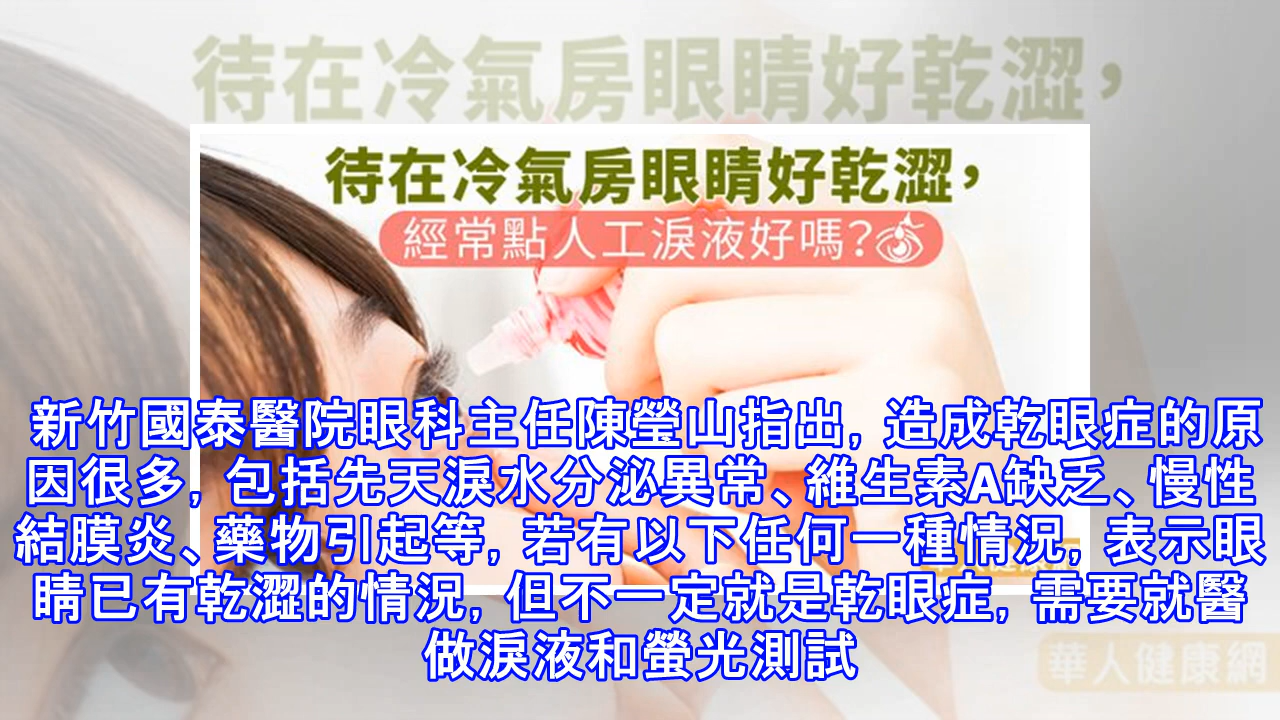 待在冷氣房眼睛好乾澀，
待在冷氣房眼睛好乾澀，
經常點人工淚液好嗎？
新竹國泰醫院眼科主任陳瑩山指出, 造成乾眼症的原
因很多, 包括先天淚水分泌異常、維生素A缺乏、慢性
結膜炎、藥物引起等, 若有以下任何一種情況, 表示眼
睛已有乾澀的情況, 但不一定就是乾眼症, 需要就醫
做淚液和螢光測試
華人健康網